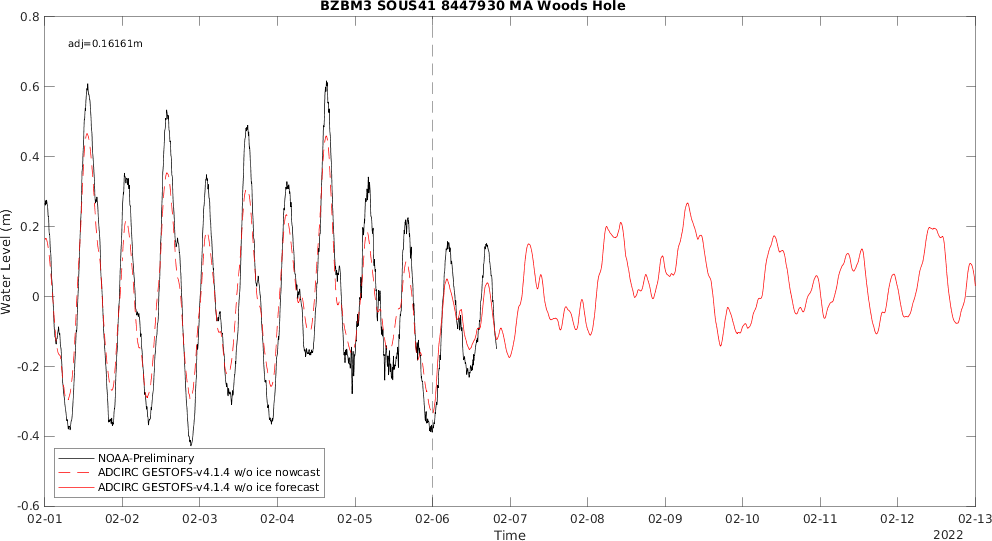 BZBM3 SOUS41 8447930 MA Woods Hole
adj=0.16161m
Water Level (m)
0.8
0.6
0.4
0.2
0
-0.2
-0.4
-0.6
NOAA-Preliminary
ADCIRC GESTOFS-v4.1.4 w/o ice nowcast
ADCIRC GESTOFS-v4.1.4 w/o ice forecast
02-01 02-02 02-03 02-04 02-05 02-06 02-07 02-08 02-09 02-10 02-11 02-12 02-13
Time
2022